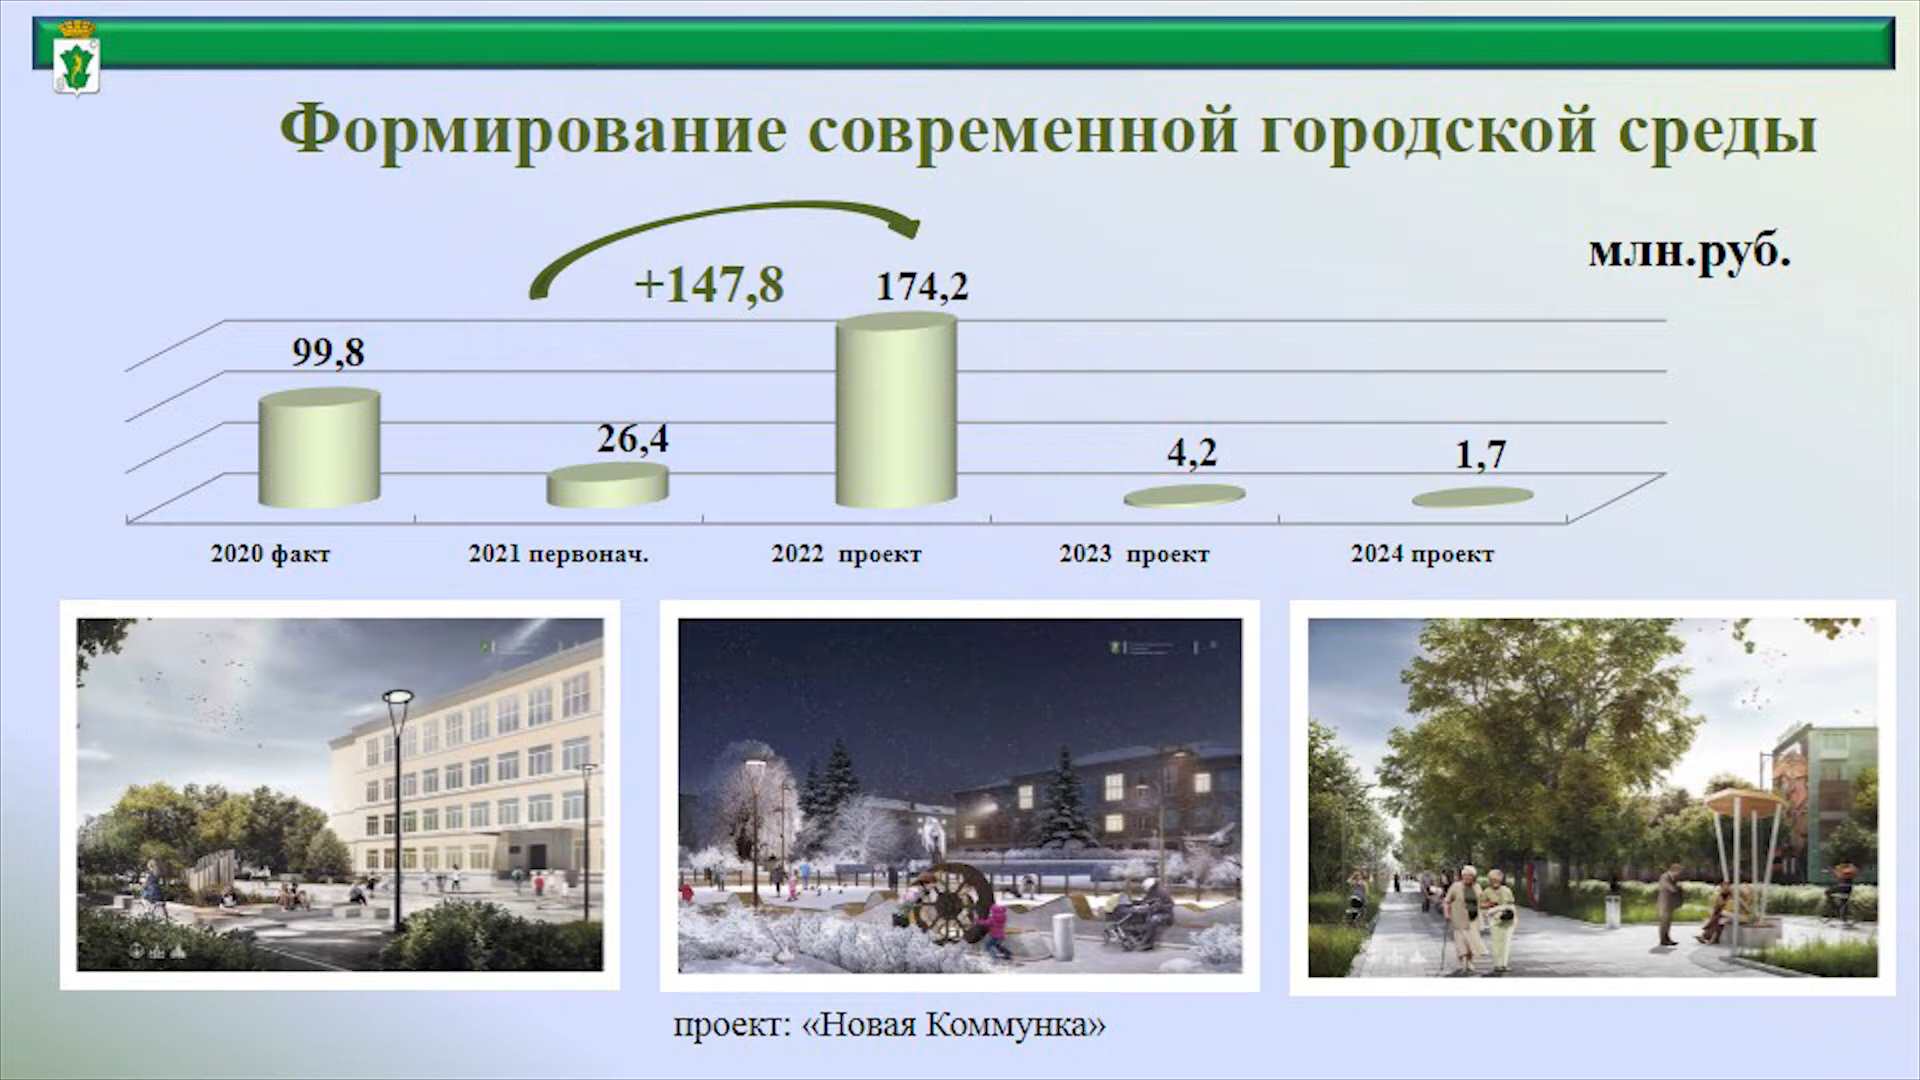 Формирование современной городской среды
млн.руб.
+147,8
174,2
99,8
26,4
4,2
1,7
2020 факт
2021 первонач.
2022 проект
2023 проект
2024 проект
проект: «Новая Коммунка»